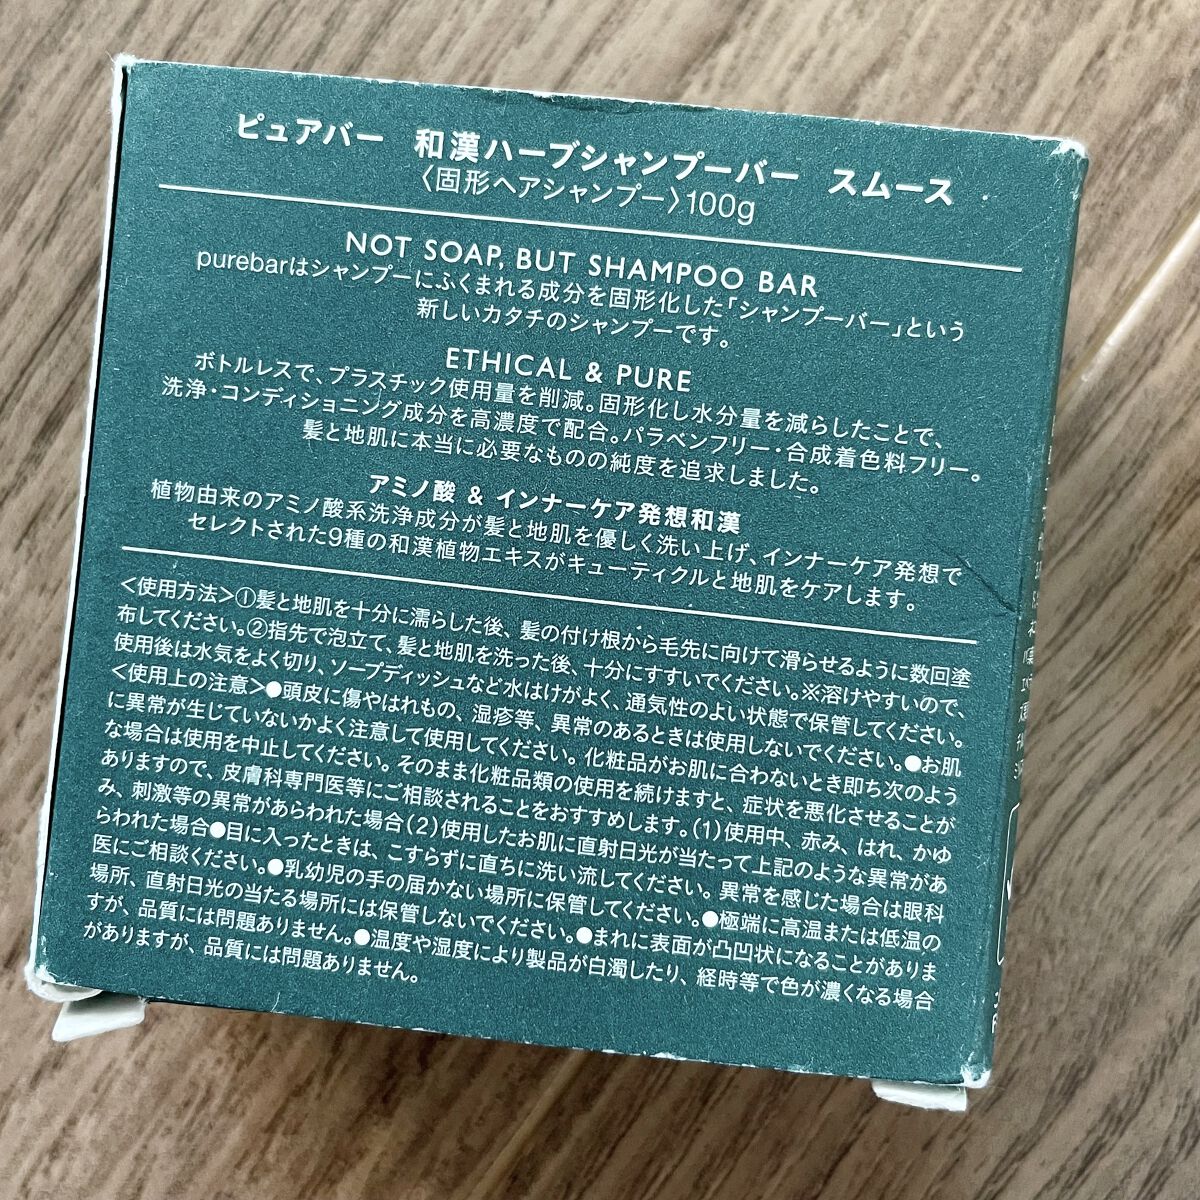 ピュアバー 和漢ハーブシャンプーバー スムース
〈固形ヘアシャンプー〉100g
NOT SOAP, BUT SHAMPOO BAR
purebarはシャンプーにふくまれる成分を固形化した「シャンプーバー」という
新しいカタチのシャンプーです。
ETHICAL & PURE
ボトルレスで、プラスチック使用量を削減。固形化し水分量を減らしたことで、
洗浄・コンディショニング成分を高濃度で配合。パラベンフリー・合成着色料フリー。
髪と地肌に本当に必要なものの純度を追求しました。
アミノ酸 & インナーケア発想和漢
植物由来のアミノ酸系洗浄成分が髪と地肌を優しく洗い上げ、インナーケア発想で
セレクトされた9種の和漢植物エキスがキューティクルと地肌をケアします。
<使用方法>①髪と地肌を十分に濡らした後、髪の付け根から毛先に向けて滑らせるように数回塗
布してください。②指先で泡立て、髪と地肌を洗った後、十分にすすいでください。※溶けやすいので、
使用後は水気をよく切り、ソープディッシュなど水はけがよく、通気性のよい状態で保管してください。
<使用上の注意>●頭皮に傷やはれもの、湿疹等、異常のあるときは使用しないでください。●お肌
に異常が生じていないかよく注意して使用してください。化粧品がお肌に合わないとき即ち次のよう
な場合は使用を中止してください。そのまま化粧品類の使用を続けますと、症状を悪化させることが
ありますので、皮膚科専門医等にご相談されることをおすすめします。(1)使用中、赤み、はれ、かゆ
み、刺激等の異常があらわれた場合(2)使用したお肌に直射日光が当たって上記のような異常があ
らわれた場合●目に入ったときは、こすらずに直ちに洗い流してください。異常を感じた場合は眼科
医にご相談ください。●乳幼児の手の届かない場所に保管してください。●極端に高温または低温の
場所、直射日光の当たる場所には保管しないでください。●まれに表面が凸凹状になることがありま
すが、品質には問題ありません。●温度や湿度により製品が白濁したり、経時等で色が濃くなる場合
がありますが、品質には問題ありません。